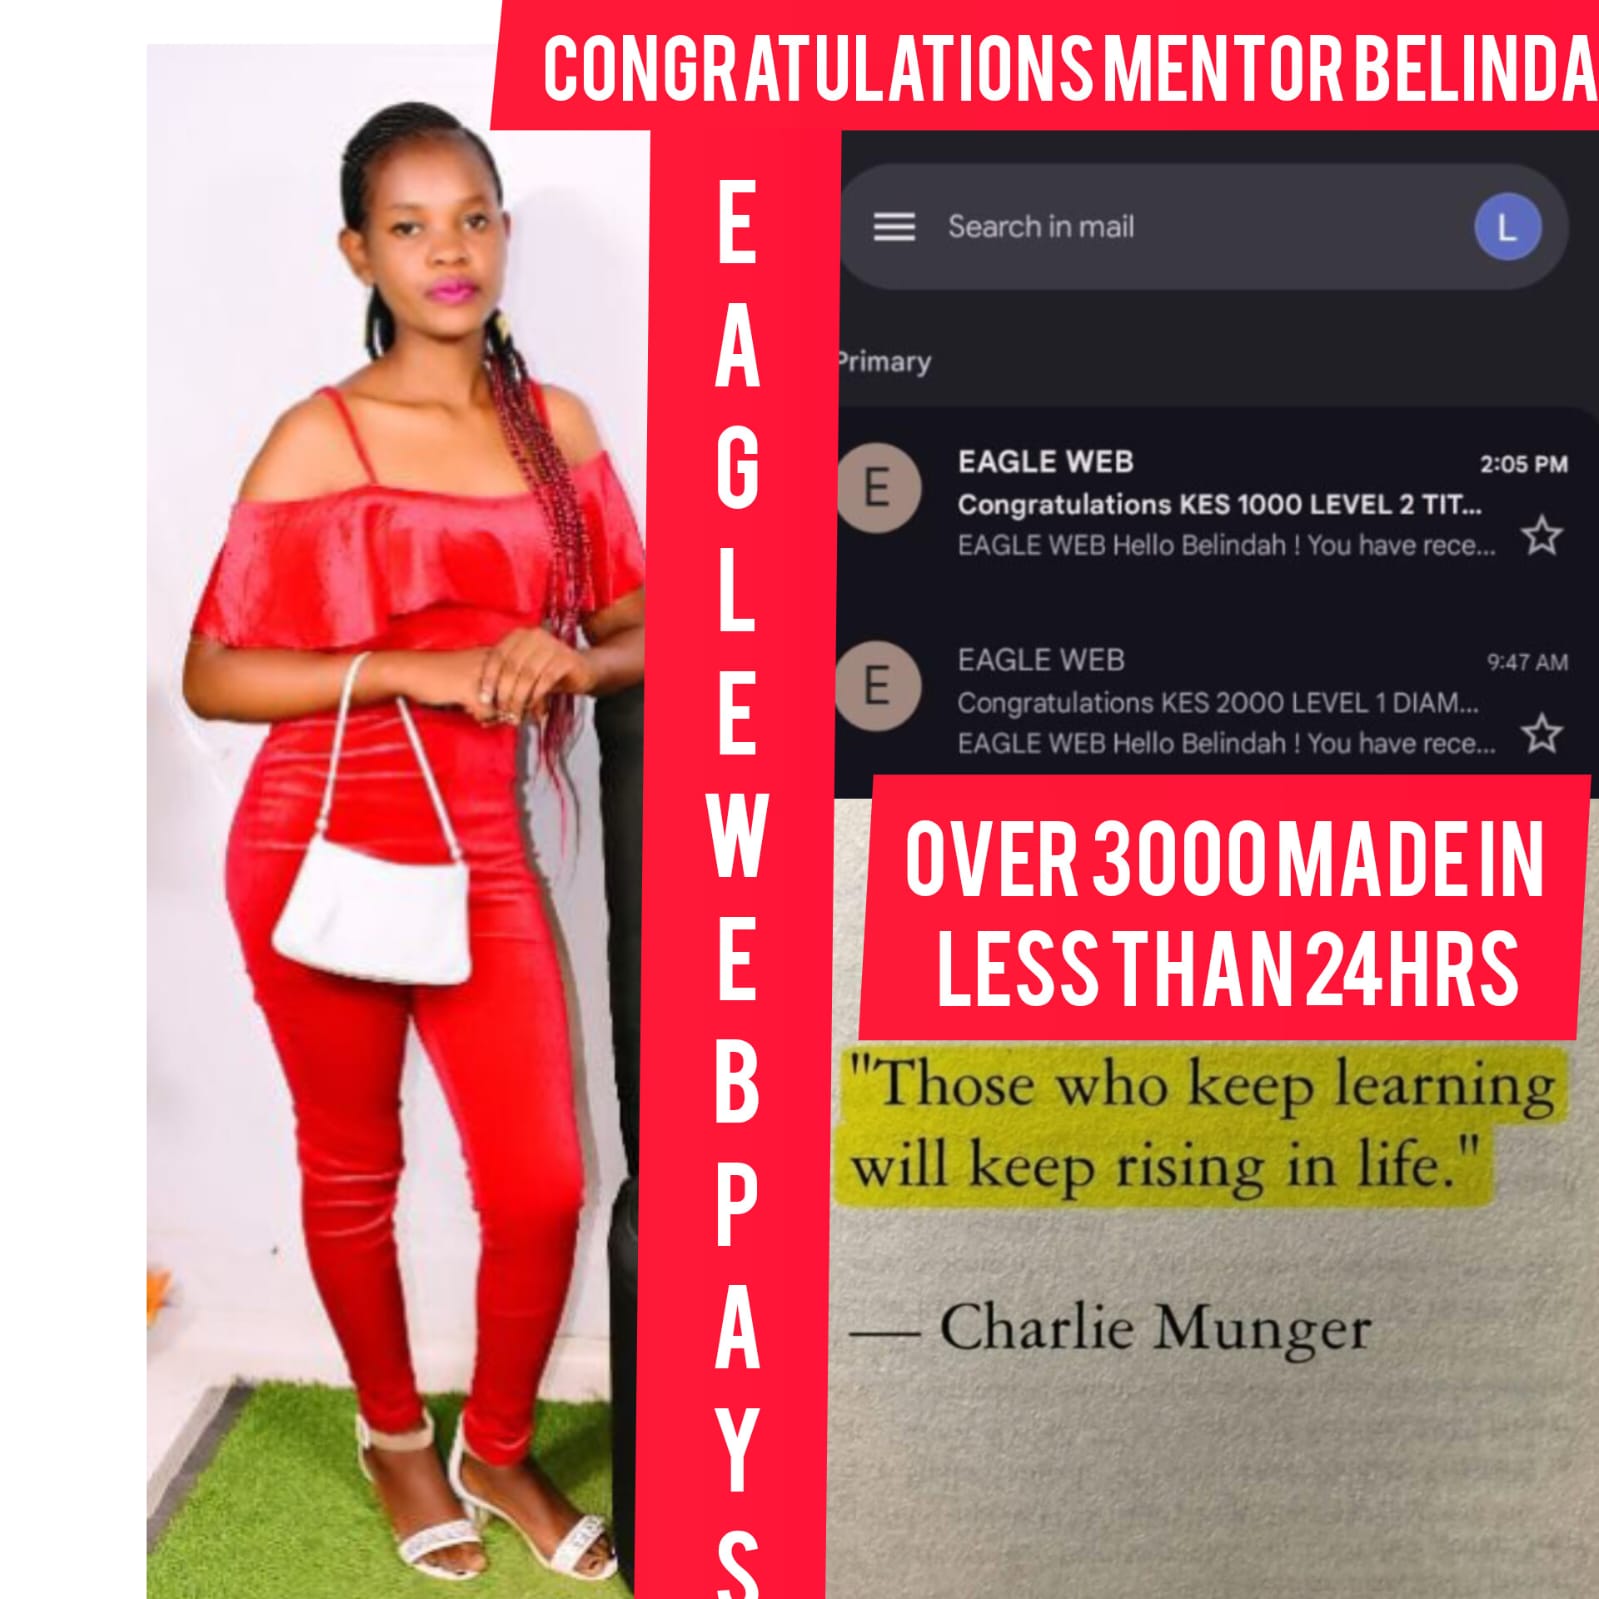 CONGRATULATIONS MENTOR BELINDA
EAGLE WEB PAYS
Search in mail
L
Primary
E
EAGLE WEB
2:05 PM
Congratulations KES 1000 LEVEL 2 TIT...
EAGLE WEB Hello Belindah ! You have rece...
E
EAGLE WEB
9:47 AM
Congratulations KES 2000 LEVEL 1 DIAM...
EAGLE WEB Hello Belindah ! You have rece...
OVER 3000 MADE IN
LESS THAN 24HRS
"Those who keep learning
will keep rising in life."
— Charlie Munger